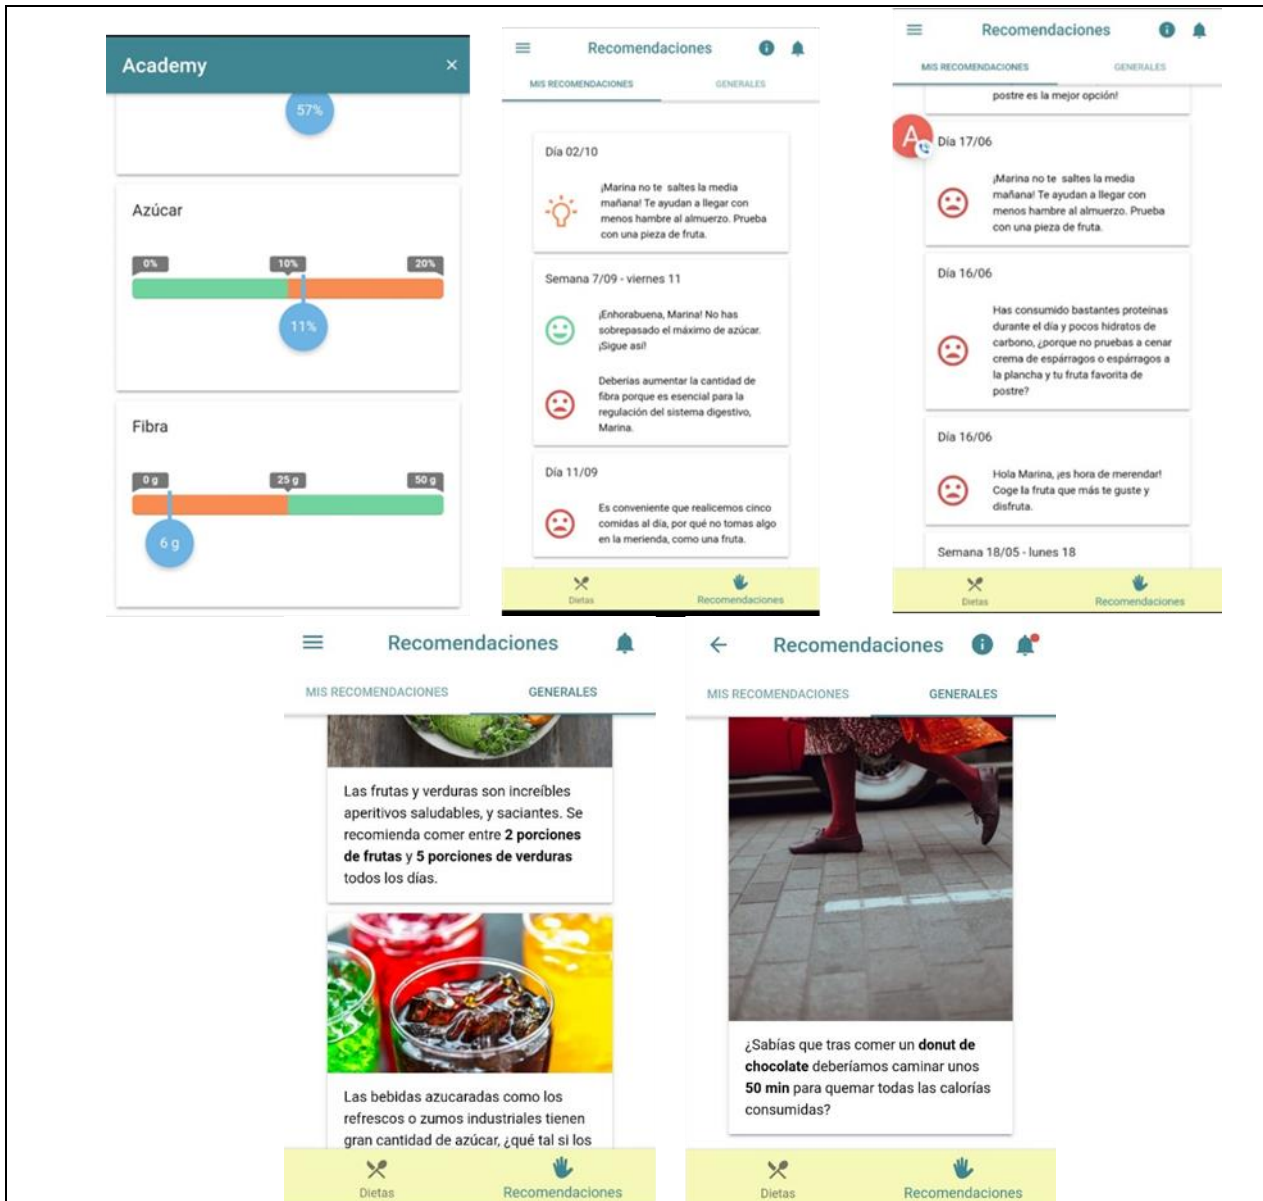 Academy ×
57%
Azúcar
0% 10% 20%
11%
Fibra
0 g 25 g 50 g
6 g
Recomendaciones
MIS RECOMENDACIONES GENERALES
Día 02/10
¡Marina no te saltes la media
mañana! Te ayudan a llegar con
menos hambre al almuerzo. Prueba
con una pieza de fruta.
Semana 7/09 - viernes 11
¡Enhorabuena, Marina! No has
sobrepasado el máximo de azúcar.
¡Sigue así!
Deberías aumentar la cantidad de
fibra porque es esencial para la
regulación del sistema digestivo,
Marina.
Día 11/09
Es conveniente que realicemos cinco
comidas al día, por qué no tomas algo
en la merienda, como una fruta.
Dietas Recomendaciones
Recomendaciones
MIS RECOMENDACIONES GENERALES
postre es la mejor opción!
A
Día 17/06
¡Marina no te saltes la media
mañana! Te ayudan a llegar con
menos hambre al almuerzo. Prueba
con una pieza de fruta.
Día 16/06
Has consumido bastantes proteínas
durante el día y pocos hidratos de
carbono, ¿porque no pruebas a cenar
crema de espárragos o espárragos a
la plancha y tu fruta favorita de
postre?
Día 16/06
Hola Marina, ¡es hora de merendar!
Coge la fruta que más te guste y
disfruta.
Semana 18/05 - lunes 18
Dietas Recomendaciones
Recomendaciones
MIS RECOMENDACIONES GENERALES
Las frutas y verduras son increíbles
aperitivos saludables, y saciantes. Se
recomienda comer entre 2 porciones
de frutas y 5 porciones de verduras
todos los días.
Las bebidas azucaradas como los
refrescos o zumos industriales tienen
gran cantidad de azúcar, ¿qué tal si los
Dietas Recomendaciones
Recomendaciones
MIS RECOMENDACIONES GENERALES
¿Sabías que tras comer un donut de
chocolate deberíamos caminar unos
50 min para quemar todas las calorías
consumidas?
Dietas Recomendaciones